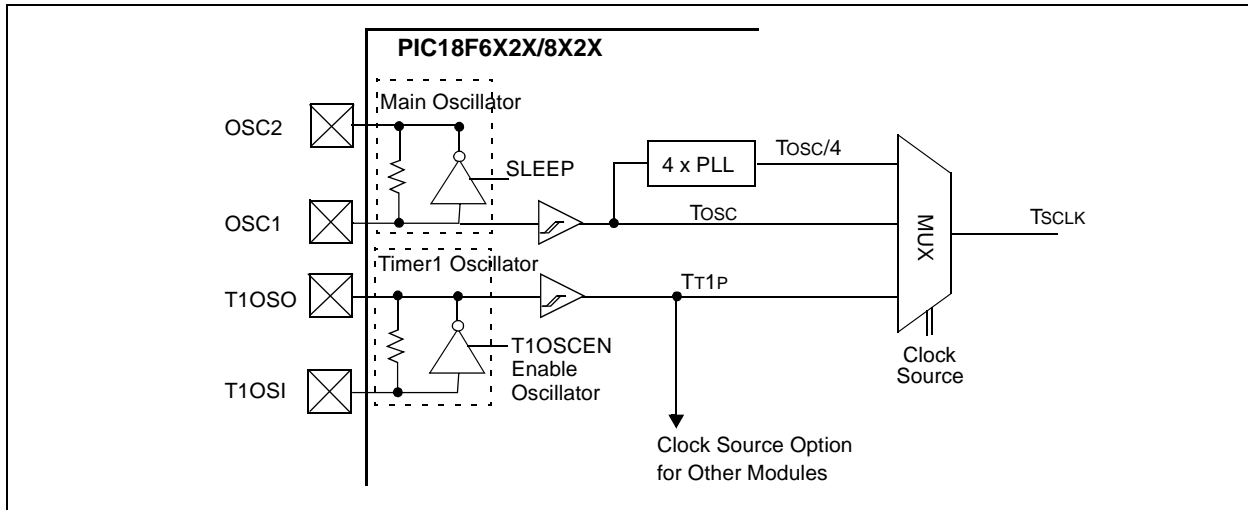 PIC18F6X2X/8X2X
Main Oscillator
OSC2
TOSC/4
4 x PLL
SLEEP
TOSC
TSCLK
OSC1
MUX
Timer1 Oscillator
TT1P
T1OSO
T1OSCEN
Enable
Oscillator
Clock
Source
T1OSI
Clock Source Option
for Other Modules